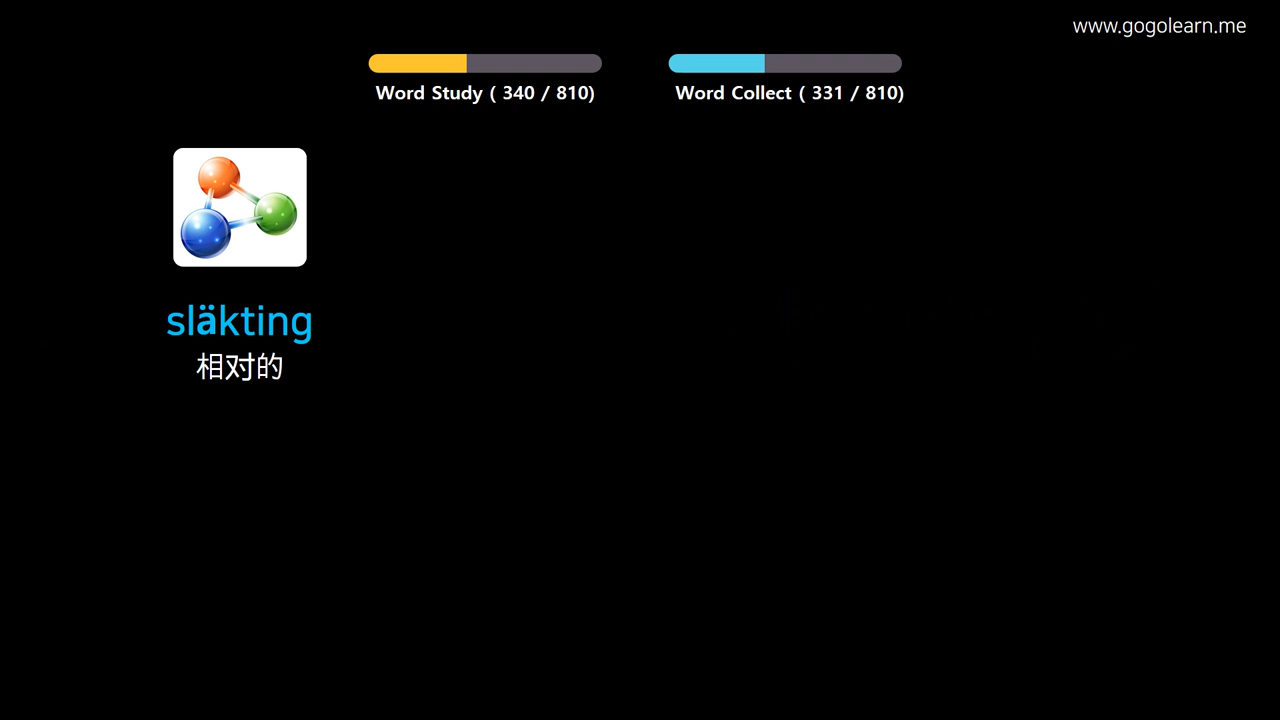 www.gogolearn.me
Word Study ( 340 / 810)
Word Collect ( 331 / 810)
släkting
相对的